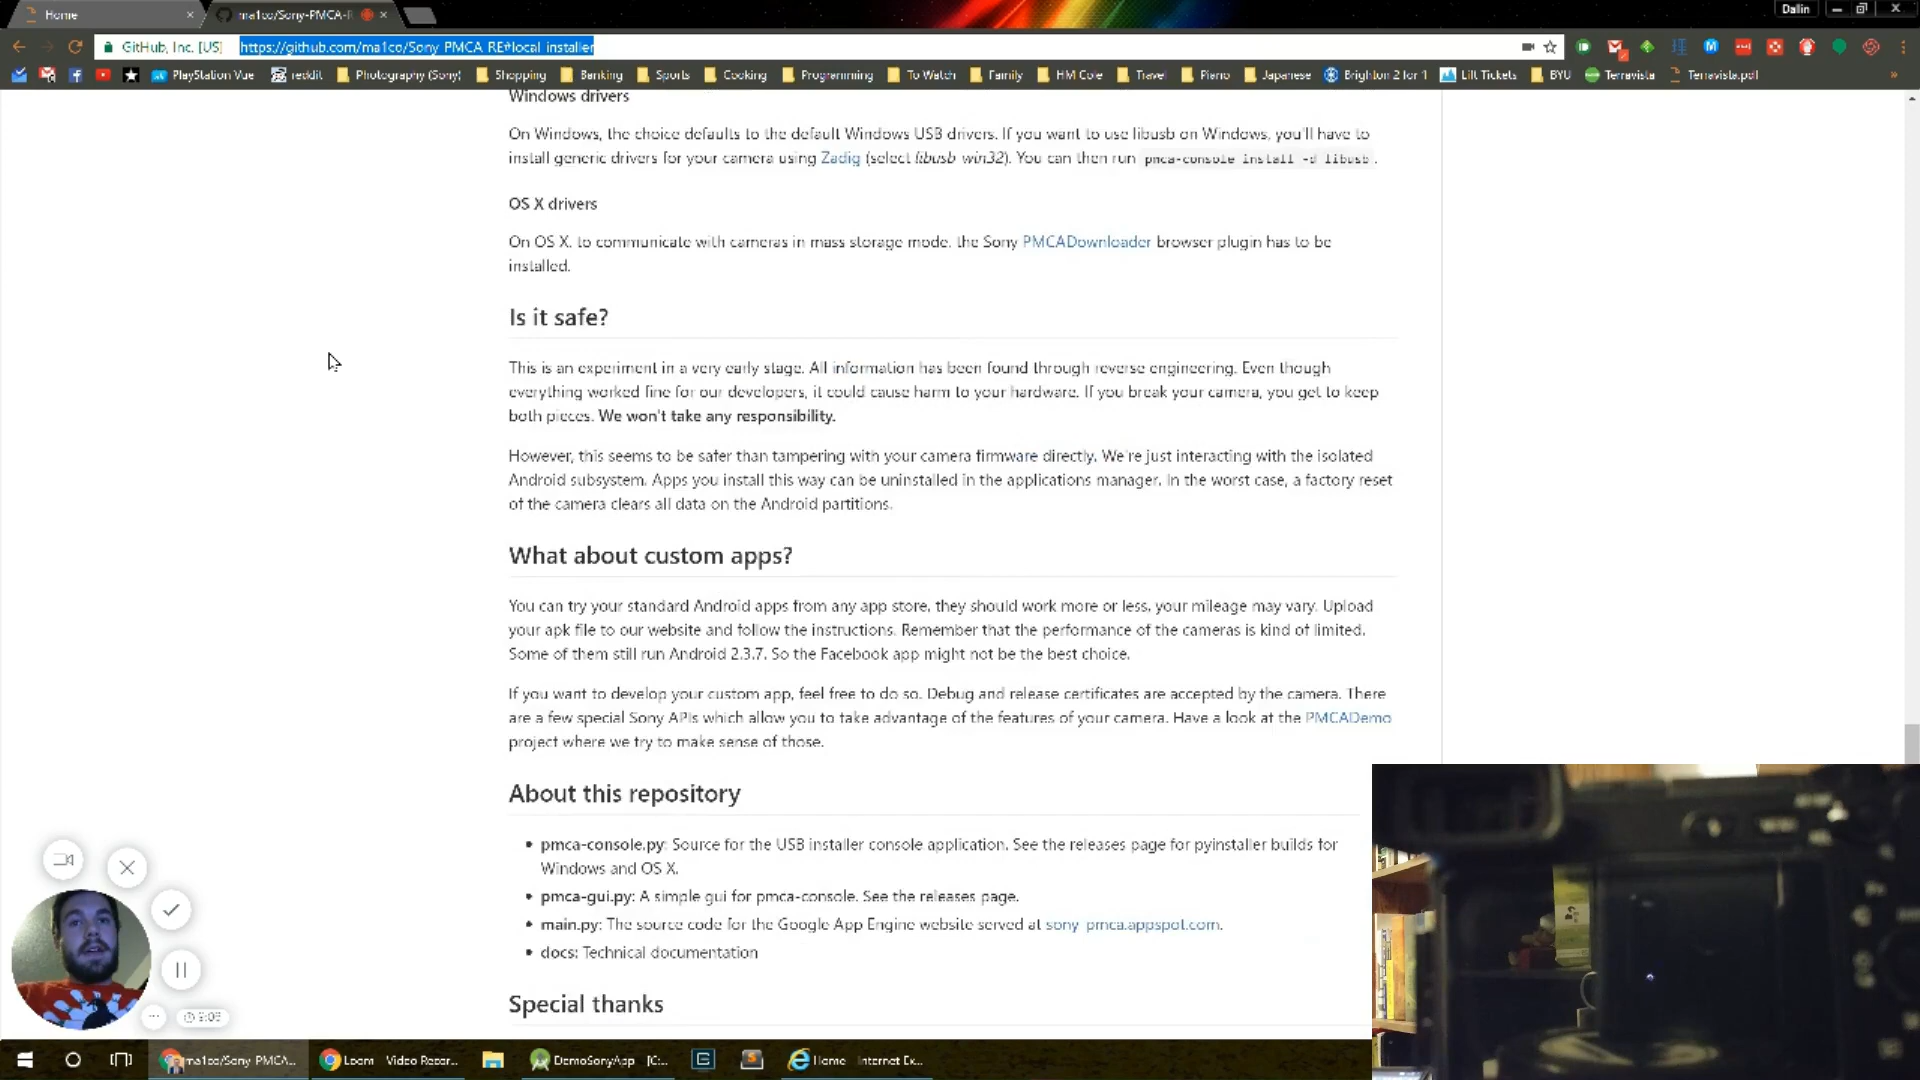 Home
ma1co/Sony-PMCA-R
Dallin
GitHub, Inc. [US]
https://github.com/ma1co/Sony-PMCA-RE#local-installer
PlayStation Vue
reddit
Photography (Sony)
Shopping
Banking
Sports
Cooking
Programming
To Watch
Family
HM Cole
Travel
Piano
Japanese
Brighton 2 for 1
Lift Tickets
BYU
Terravista
Terravista.pdf
Windows drivers
On Windows, the choice defaults to the default Windows USB drivers. If you want to use libusb on Windows, you'll have to
install generic drivers for your camera using Zadig (select libusb-win32). You can then run pmca-console install -d libusb .
OS X drivers
On OS X, to communicate with cameras in mass storage mode, the Sony PMCADownloader browser plugin has to be
installed.
Is it safe?
This is an experiment in a very early stage. All information has been found through reverse engineering. Even though
everything worked fine for our developers, it could cause harm to your hardware. If you break your camera, you get to keep
both pieces. We won't take any responsibility.
However, this seems to be safer than tampering with your camera firmware directly. We're just interacting with the isolated
Android subsystem. Apps you install this way can be uninstalled in the applications manager. In the worst case, a factory reset
of the camera clears all data on the Android partitions.
What about custom apps?
You can try your standard Android apps from any app store, they should work more or less, your mileage may vary. Upload
your apk file to our website and follow the instructions. Remember that the performance of the cameras is kind of limited.
Some of them still run Android 2.3.7. So the Facebook app might not be the best choice.
If you want to develop your custom app, feel free to do so. Debug and release certificates are accepted by the camera. There
are a few special Sony APIs which allow you to take advantage of the features of your camera. Have a look at the PMCADemo
project where we try to make sense of those.
About this repository
• pmca-console.py: Source for the USB installer console application. See the releases page for pyinstaller builds for
Windows and OS X.
• pmca-gui.py: A simple gui for pmca-console. See the releases page.
• main.py: The source code for the Google App Engine website served at sony-pmca.appspot.com.
• docs: Technical documentation
Special thanks
ma1co/Sony-PMCA...
Loom - Video Recor...
DemoSonyApp - [C:...
Home - Internet Ex...